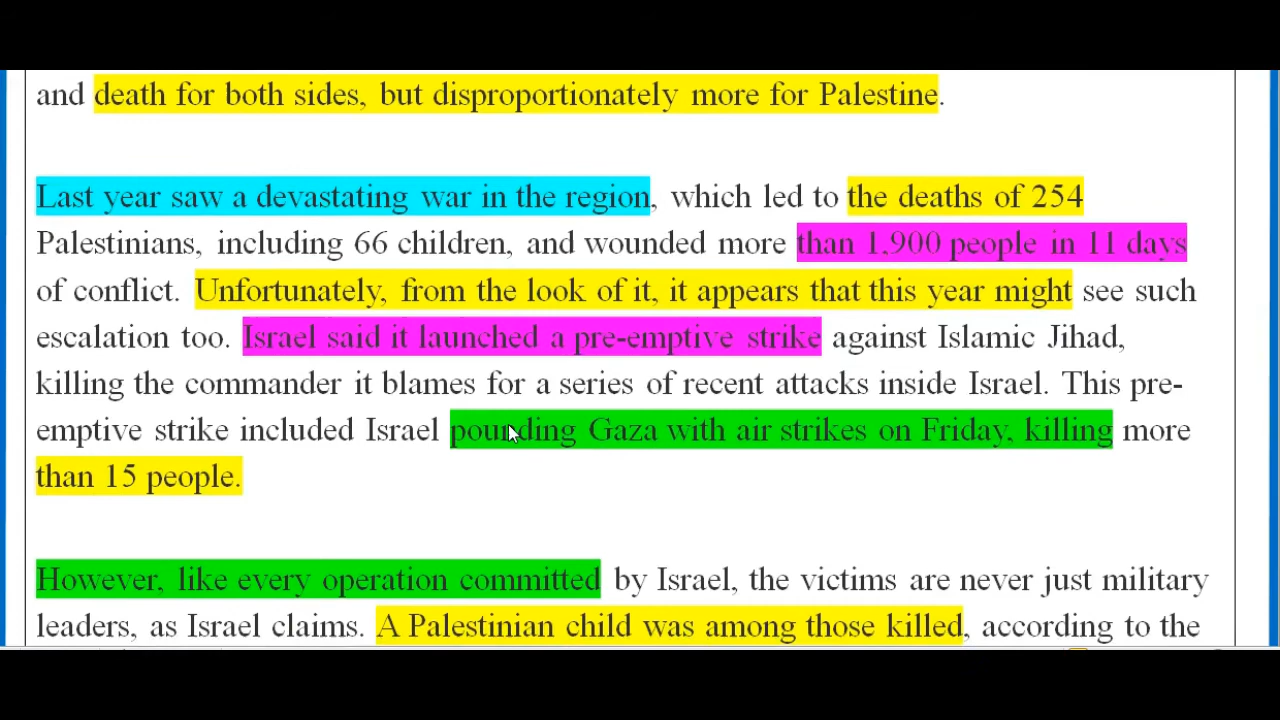 and death for both sides, but disproportionately more for Palestine.
Last year saw a devastating war in the region, which led to the deaths of 254
Palestinians, including 66 children, and wounded more than 1,900 people in 11 days
of conflict. Unfortunately, from the look of it, it appears that this year might see such
escalation too. Israel said it launched a pre-emptive strike against Islamic Jihad,
killing the commander it blames for a series of recent attacks inside Israel. This pre-
emptive strike included Israel pounding Gaza with air strikes on Friday, killing more
than 15 people.
However, like every operation committed by Israel, the victims are never just military
leaders, as Israel claims. A Palestinian child was among those killed, according to the